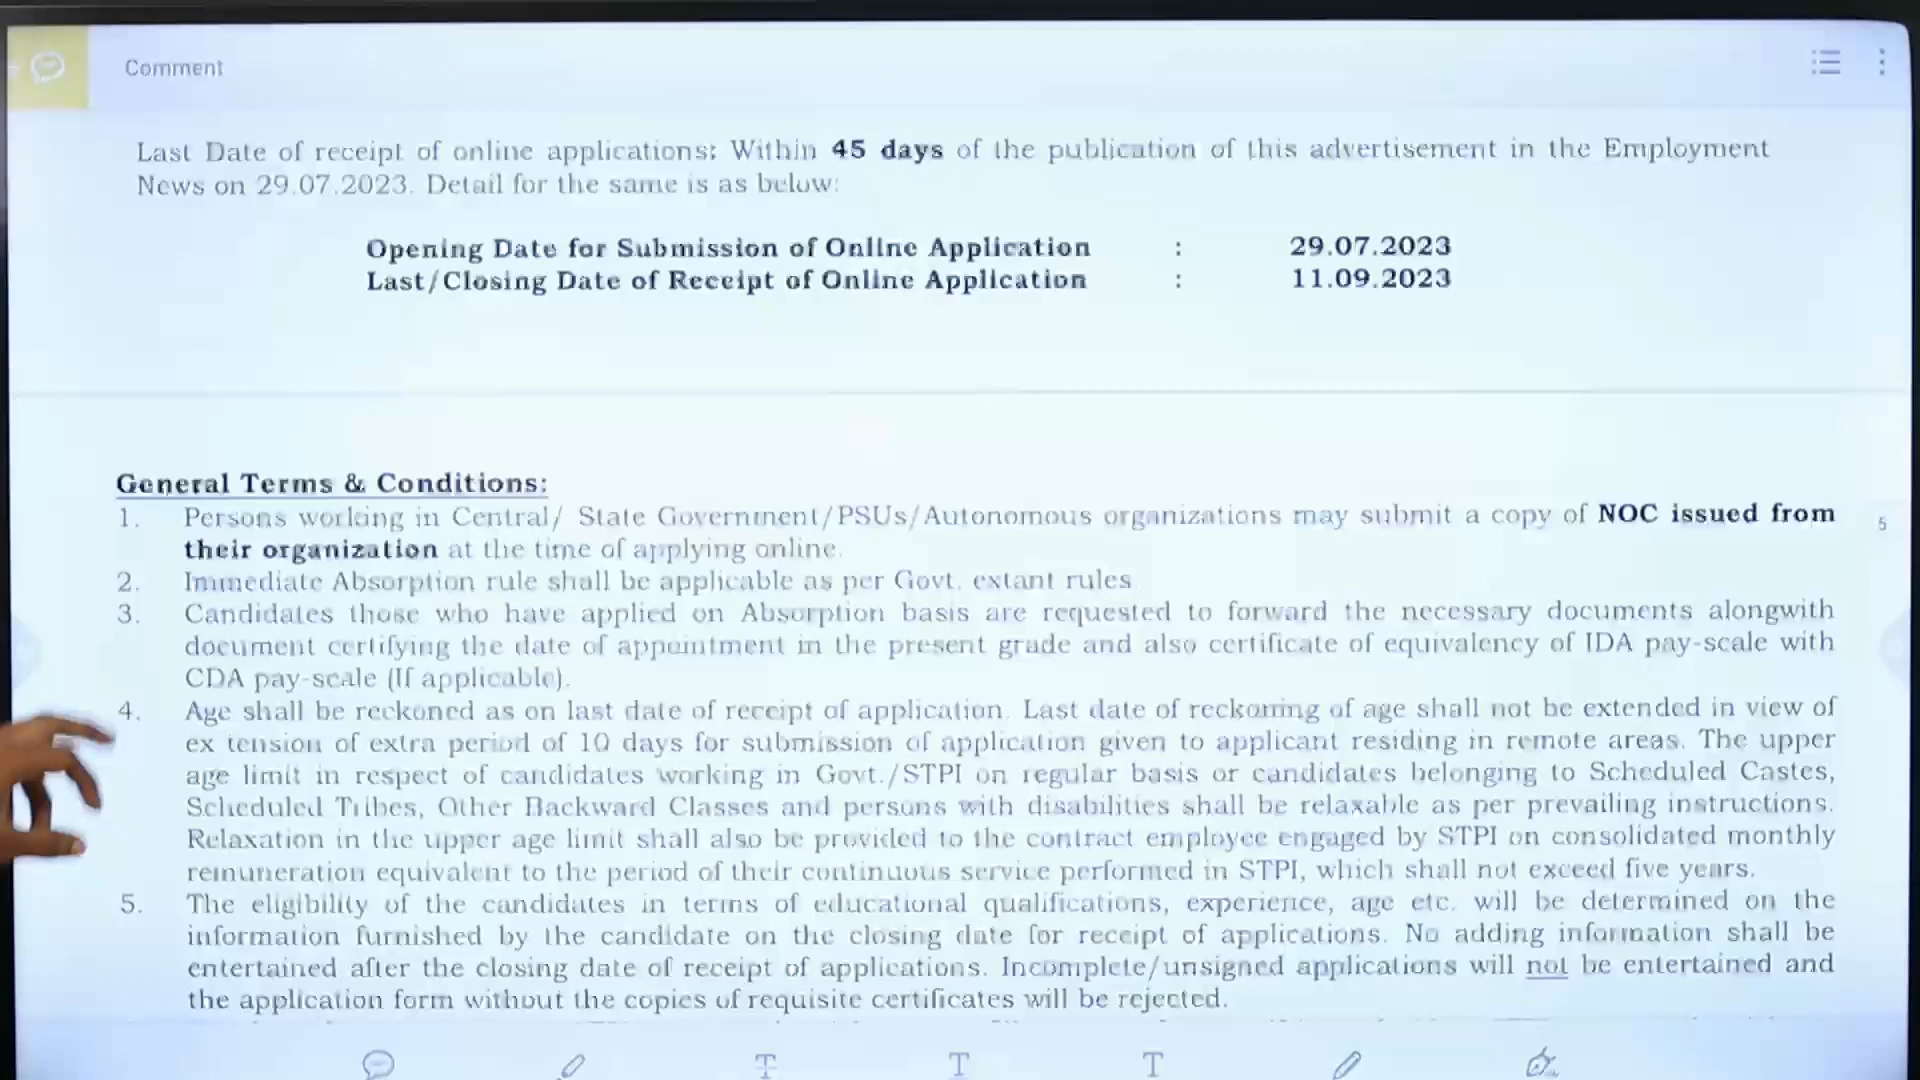 Comment
Last Date of receipt of online applications: Within 45 days of the publication of this advertisement in the Employment
News on 29.07.2023. Detail for the same is as below:
Opening Date for Submission of Online Application : 29.07.2023
Last/Closing Date of Receipt of Online Application : 11.09.2023
General Terms & Conditions:
1. Persons working in Central/ State Government/PSUs/Autonomous organizations may submit a copy of NOC issued from
their organization at the time of applying online.
5
2. Immediate Absorption rule shall be applicable as per Govt. extant rules
3. Candidates those who have applied on Absorption basis are requested to forward the necessary documents alongwith
document certifying the date of appointment in the present grade and also certificate of equivalency of IDA pay-scale with
CDA pay-scale (If applicable).
4. Age shall be reckoned as on last date of receipt of application. Last date of reckoning of age shall not be extended in view of
ex tension of extra period of 10 days for submission of application given to applicant residing in remote areas. The upper
age limit in respect of candidates working in Govt./STPI on regular basis or candidates belonging to Scheduled Castes,
Scheduled Tribes, Other Backward Classes and persons with disabilities shall be relaxable as per prevailing instructions.
Relaxation in the upper age limit shall also be provided to the contract employee engaged by STPI on consolidated monthly
remuneration equivalent to the period of their continuous service performed in STPI, which shall not exceed five years.
5. The eligibility of the candidates in terms of educational qualifications, experience, age etc. will be determined on the
information furnished by the candidate on the closing date for receipt of applications. No adding information shall be
entertained after the closing date of receipt of applications. Incomplete/unsigned applications will not be entertained and
the application form without the copies of requisite certificates will be rejected.